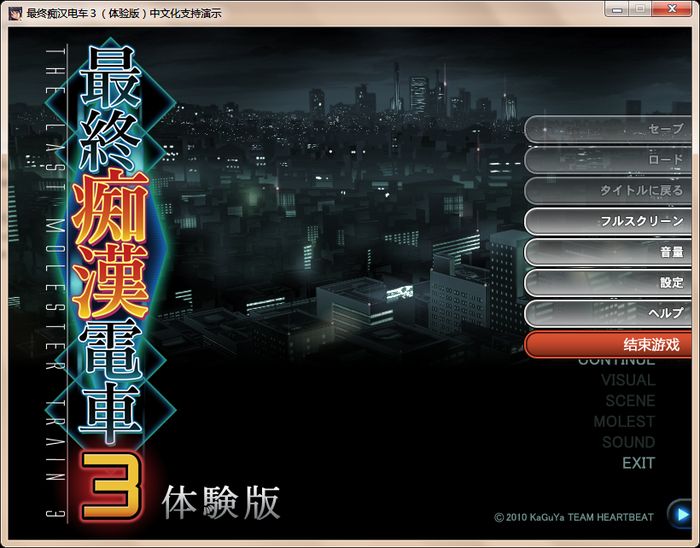 最终痴汉电车３（体验版）中文化支持演示
THE LAST MOLESTER TRAIN 3
最終痴漢電車3
体験版
セーブ
ロード
タイトルに戻る
フルスクリーン
音量
設定
ヘルプ
结束游戏
CONTINUE
VISUAL
SCENE
MOLEST
SOUND
EXIT
© 2010 KaGuYa TEAM HEARTBEAT